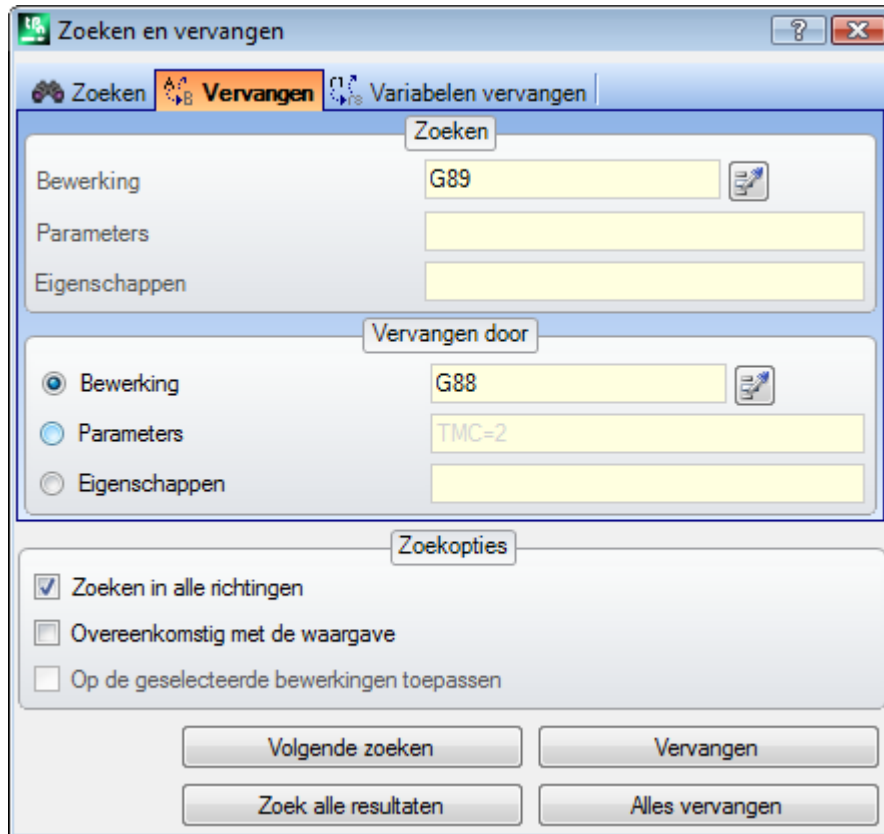 Zoeken en vervangen
Zoeken Vervangen Variabelen vervangen
Zoeken
Bewerking G89
Parameters
Eigenschappen
Vervangen door
Bewerking G88
Parameters TMC=2
Eigenschappen
Zoekopties
Zoeken in alle richtingen
Overeenkomstig met de waargave
Op de geselecteerde bewerkingen toepassen
Volgende zoeken Vervangen
Zoek alle resultaten Alles vervangen